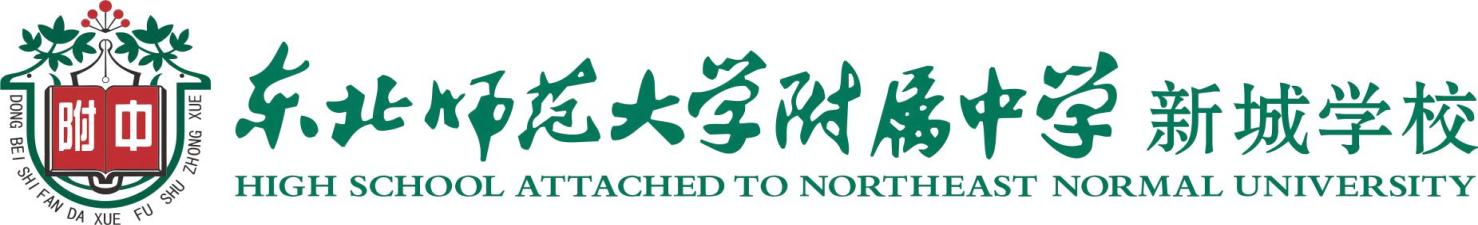 附中
DONG BEI SHI FAN DA XUE FU SHU ZHONG XUE
东北师范大学附属中学 新城学校
HIGH SCHOOL ATTACHED TO NORTHEAST NORMAL UNIVERSITY